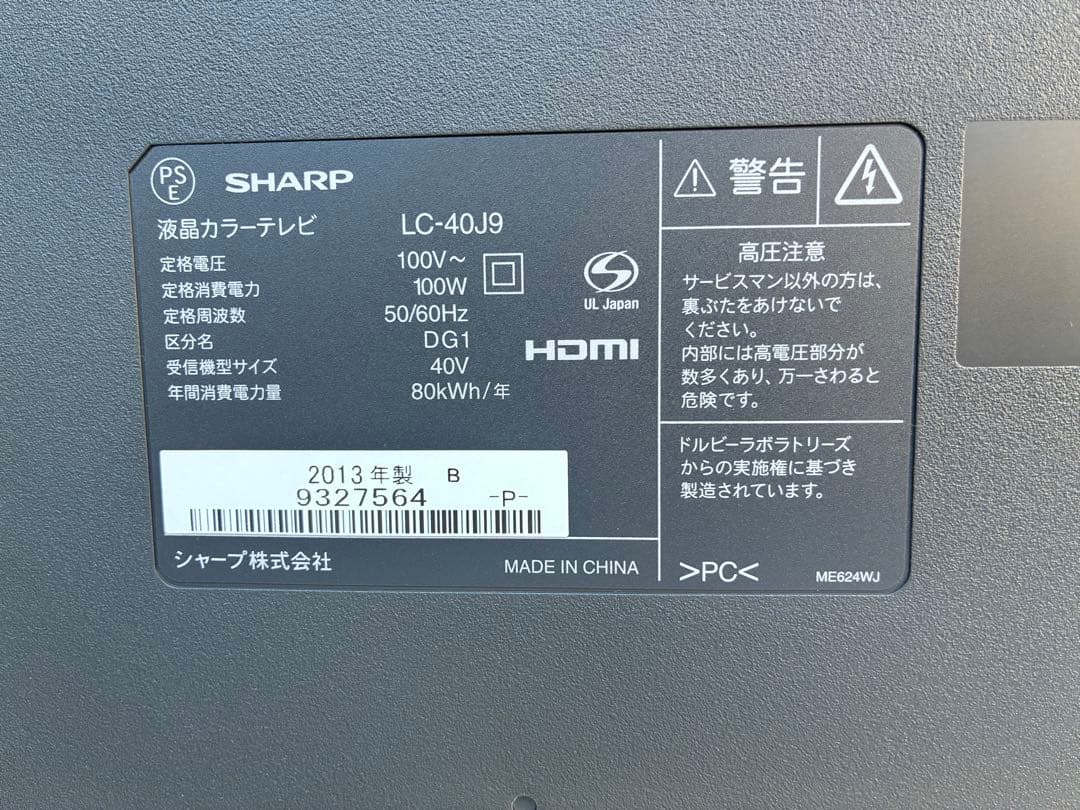 PS
E
SHARP
液晶カラーテレビ LC-40J9
定格電圧 100V～
定格消費電力 100W
定格周波数 50/60Hz
区分名 DG1
受信機型サイズ 40V
年間消費電力量 80kWh/年
UL Japan
HDMI
2013年製 B
9327564 -P-
シャープ株式会社 MADE IN CHINA
警告
高圧注意
サービスマン以外の方は、
裏ぶたをあけないで
ください。
内部には高電圧部分が
数多くあり、万一さわると
危険です。
ドルビーラボラトリーズ
からの実施権に基づき
製造されています。
>PC< ME624WJ